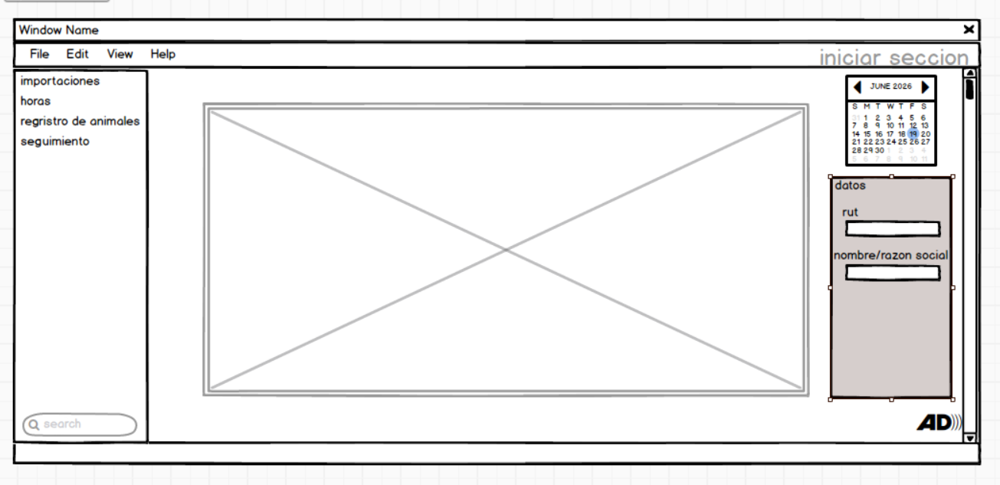 Window Name
File Edit View Help
iniciar seccion
importaciones
horas
regristro de animales
seguimiento
search
JUNE 2026
S M T W T F S
31 1 2 3 4 5 6
7 8 9 10 11 12 13
14 15 16 17 18 19 20
21 22 23 24 25 26 27
28 29 30 1 2 3 4
5 6 7 8 9 10 11
datos
rut
nombre/razon social
AD